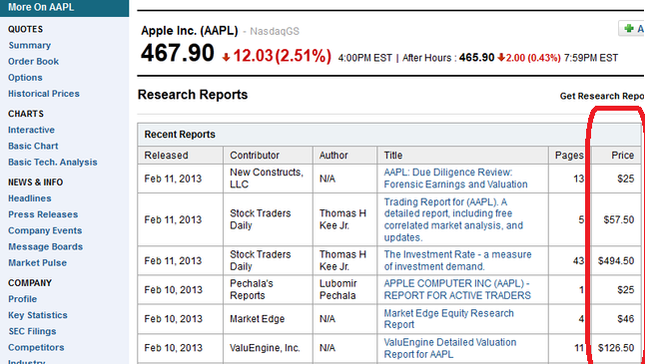 More On AAPL
QUOTES
Summary
Order Book
Options
Historical Prices
CHARTS
Interactive
Basic Chart
Basic Tech. Analysis
NEWS & INFO
Headlines
Press Releases
Company Events
Message Boards
Market Pulse
COMPANY
Profile
Key Statistics
SEC Filings
Competitors
Industry
Apple Inc. (AAPL) - NasdaqGS
A
467.90 12.03(2.51%) 4:00PM EST | After Hours : 465.90 2.00 (0.43%) 7:59PM EST
Research Reports
Get Research Repo
Recent Reports
Released Contributor Author Title Pages Price
Feb 11, 2013 New Constructs, LLC N/A AAPL: Due Diligence Review: 13 $25
Forensic Earnings and Valuation
Feb 11, 2013 Stock Traders Daily Thomas H Kee Jr. Trading Report for (AAPL). A 5 $57.50
detailed report, including free
correlated market analysis, and
updates.
Feb 11, 2013 Stock Traders Daily Thomas H Kee Jr. The Investment Rate - a measure 43 $494.50
of investment demand.
Feb 10, 2013 Pechala's Reports Lubomir Pechala APPLE COMPUTER INC (AAPL) - 1 $25
REPORT FOR ACTIVE TRADERS
Feb 10, 2013 Market Edge N/A Market Edge Equity Research 4 $46
Report
Feb 10, 2013 ValuEngine, Inc. N/A ValuEngine Detailed Valuation 11 $126.50
Report for AAPL